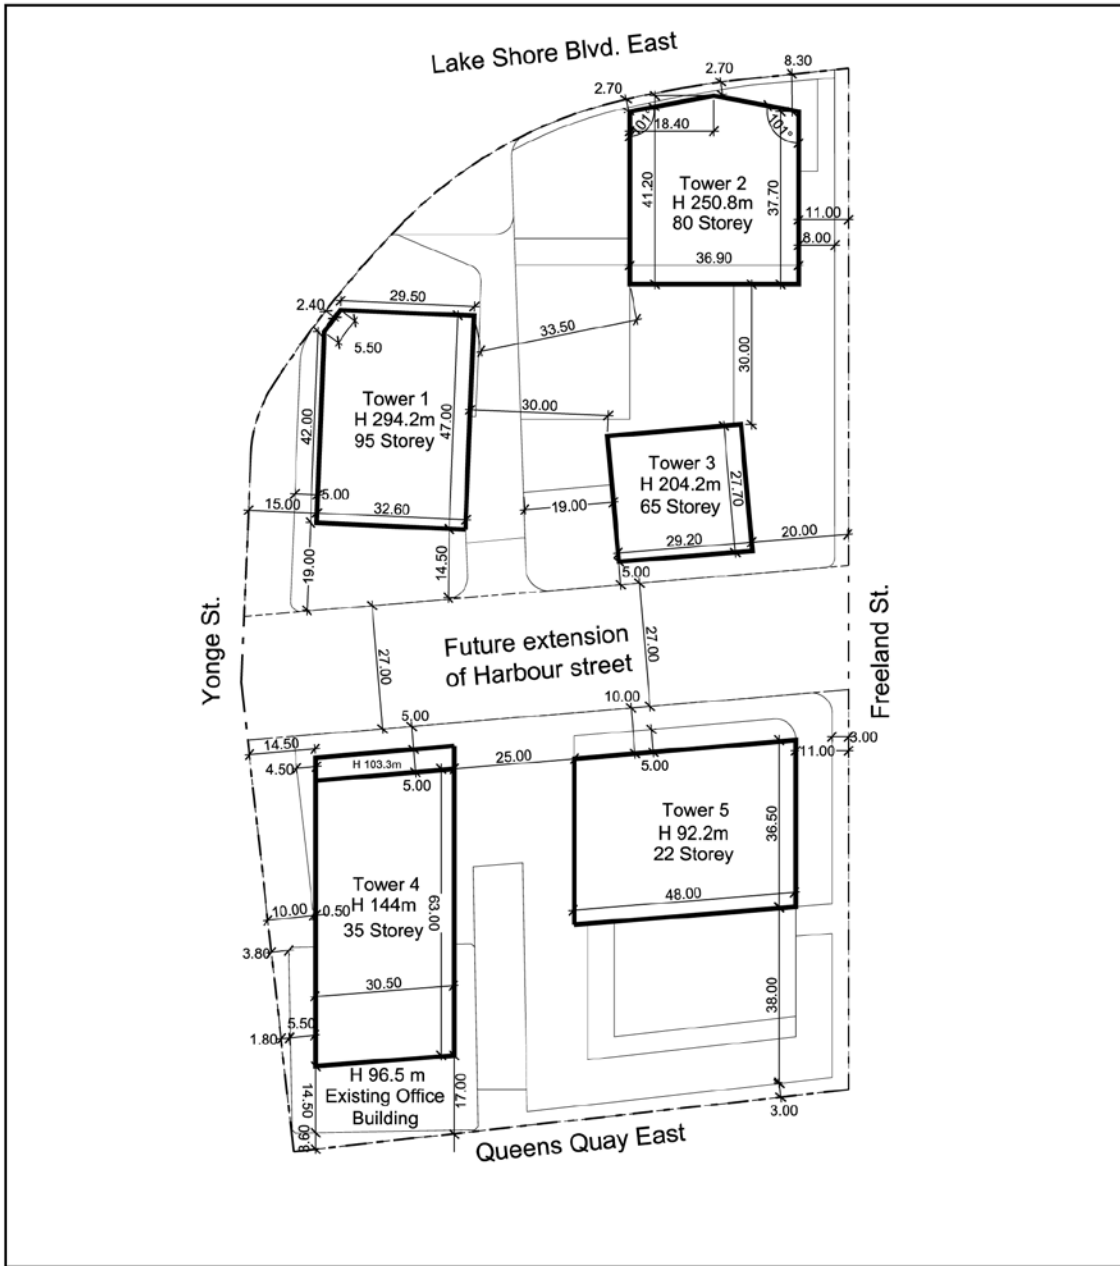 Lake Shore Blvd. East
2.70
2.70
8.30
101°
18.40
101°
41.20
Tower 2
H 250.8m
80 Storey
37.70
11.00
8.00
36.90
29.50
2.40
5.50
33.50
30.00
Tower 1
H 294.2m
95 Storey
42.00
47.00
30.00
Tower 3
H 204.2m
65 Storey
27.70
5.00
15.00
32.60
19.00
29.20
20.00
19.00
14.50
5.00
Yonge St.
Future extension
of Harbour street
27.00
27.00
Freeland St.
10.00
5.00
14.50
4.50
H 103.3m
5.00
25.00
5.00
3.00
11.00
Tower 5
H 92.2m
22 Storey
36.50
48.00
Tower 4
H 144m
35 Storey
63.00
10.00
0.50
3.80
30.50
38.00
5.50
1.80
H 96.5 m
Existing Office
Building
14.50
17.00
3.00
Queens Quay East